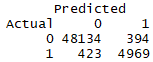 Predicted
Actual 0 1
0 48134 394
1 423 4969